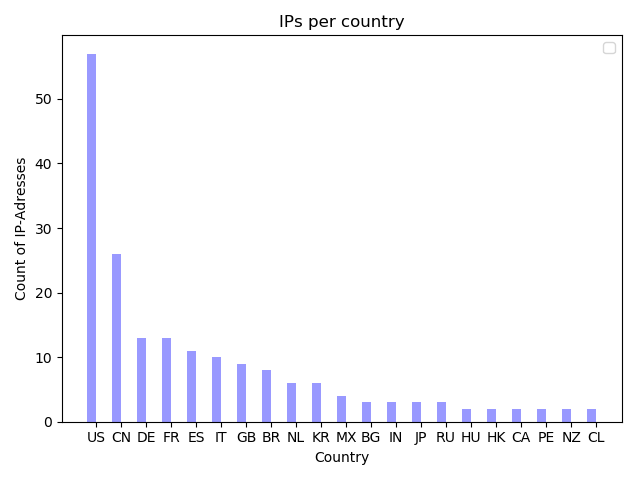 IPs per country
Count of IP-Adresses
50
40
30
20
10
0
US CN DE FR ES IT GB BR NL KR MX BG IN JP RU HU HK CA PE NZ CL
Country